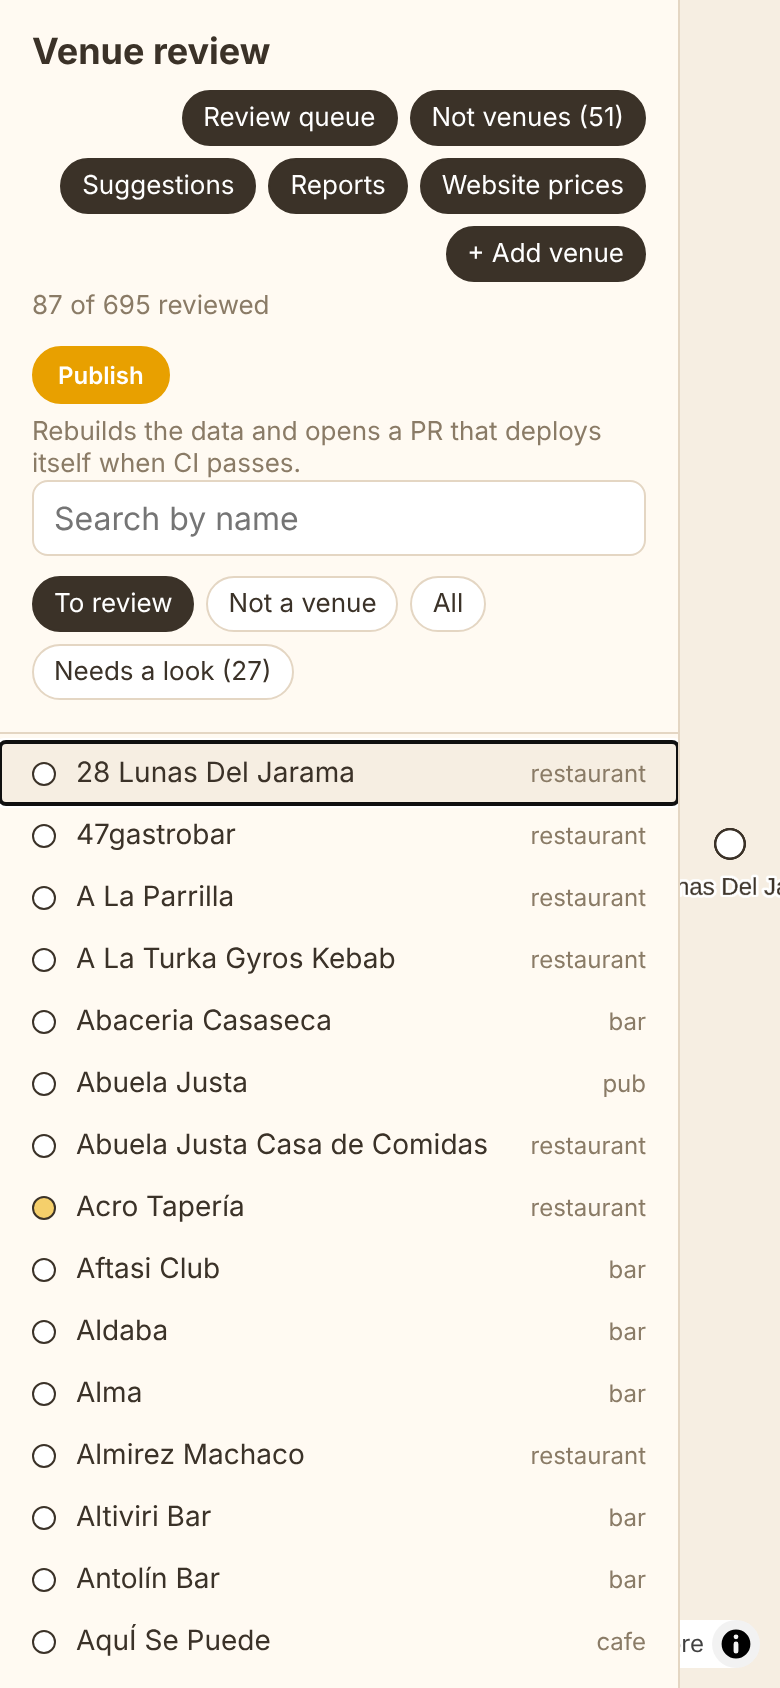 Venue review
Review queue
Not venues (51)
Suggestions
Reports
Website prices
+ Add venue
87 of 695 reviewed
Publish
Rebuilds the data and opens a PR that deploys
itself when CI passes.
Search by name
To review
Not a venue
All
Needs a look (27)
28 Lunas Del Jarama restaurant
47gastrobar restaurant
A La Parrilla restaurant
A La Turka Gyros Kebab restaurant
Abaceria Casaseca bar
Abuela Justa pub
Abuela Justa Casa de Comidas restaurant
Acro Tapería restaurant
Aftasi Club bar
Aldaba bar
Alma bar
Almirez Machaco restaurant
Altiviri Bar bar
Antolín Bar bar
AquÍ Se Puede cafe
nas Del Ja
re